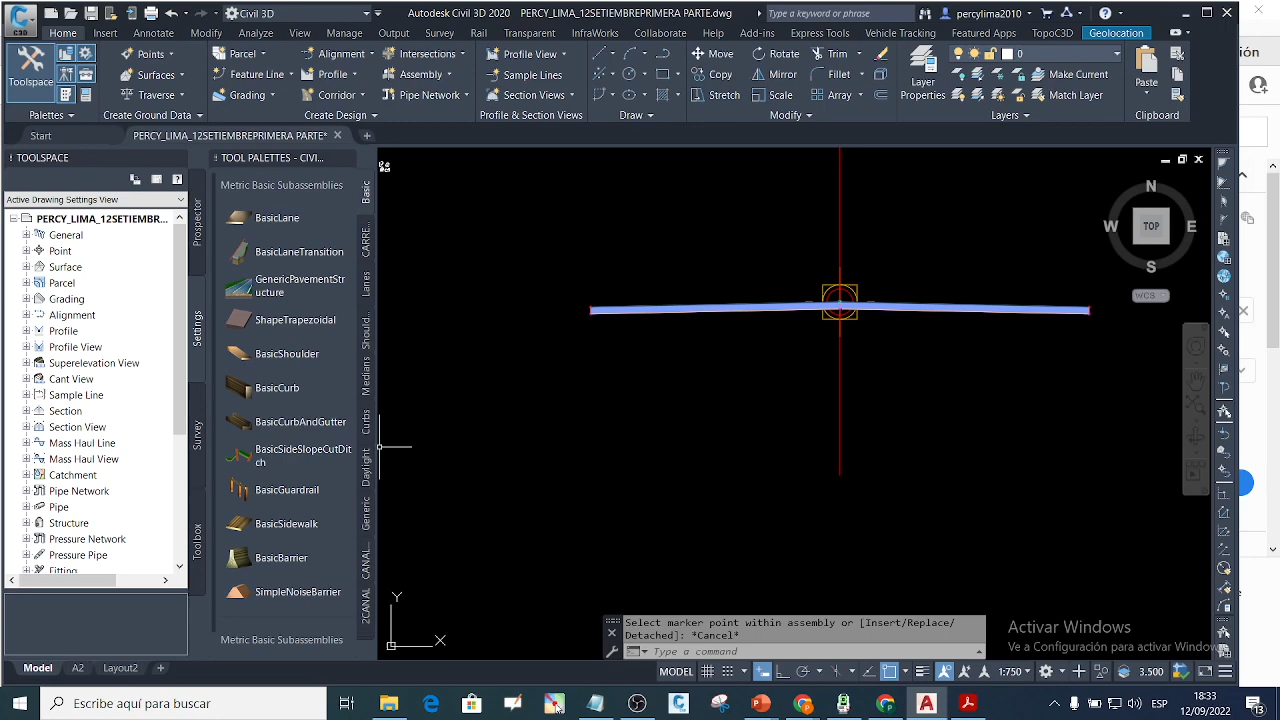 C3D
Civil 3D
Autodesk Civil 3D 2020 PERCY_LIMA_12SETIEMBREPRIMERA PARTE.dwg
Type a keyword or phrase
percylima2010
Home Insert Annotate Modify Analyze View Manage Output Survey Rail Transparent InfraWorks Collaborate Help Add-ins Express Tools Vehicle Tracking Featured Apps TopoC3D Geolocation
Toolspace
Points
Surfaces
Traverse
Parcel
Feature Line
Grading
Alignment
Profile
Corridor
Intersections
Assembly
Pipe Network
Profile View
Sample Lines
Section Views
Move
Copy
Stretch
Rotate
Mirror
Scale
Trim
Fillet
Array
Layer
Properties
0
Make Current
Match Layer
Paste
Palettes
Create Ground Data
Create Design
Profile & Section Views
Draw
Modify
Layers
Clipboard
Start
PERCY_LIMA_12SETIEMBREPRIMERA PARTE*
TOOLSPACE
Active Drawing Settings View
PERCY_LIMA_12SETIEMBR...
General
Point
Surface
Parcel
Grading
Alignment
Profile
Profile View
Superelevation View
Cant View
Sample Line
Section
Section View
Mass Haul Line
Mass Haul View
Catchment
Pipe Network
Pipe
Structure
Pressure Network
Pressure Pipe
Fitting
Prospector
Settings
Survey
Toolbox
TOOL PALETTES - CIVI...
Metric Basic Subassemblies
BasicLane
BasicLaneTransition
GenericPavementStr
ucture
ShapeTrapezoidal
BasicShoulder
BasicCurb
BasicCurbAndGutter
BasicSideSlopeCutDit
ch
BasicGuardrail
BasicSidewalk
BasicBarrier
SimpleNoiseBarrier
Metric Basic Subassemblies
Basic
CARRE...
Lanes
Should...
Medians
Curbs
Daylight
Generic
CANAL...
2CANAL
N
W
TOP
E
S
WCS
Y
X
Select marker point within assembly or [Insert/Replace/
Detached]: *Cancel*
Type a command
Activar Windows
Ve a Configuración para activar Windows
Model A2 Layout2
MODEL
1:750
3.500
Escribe aquí para buscar
ESP
18:33
12/09/2022
ión